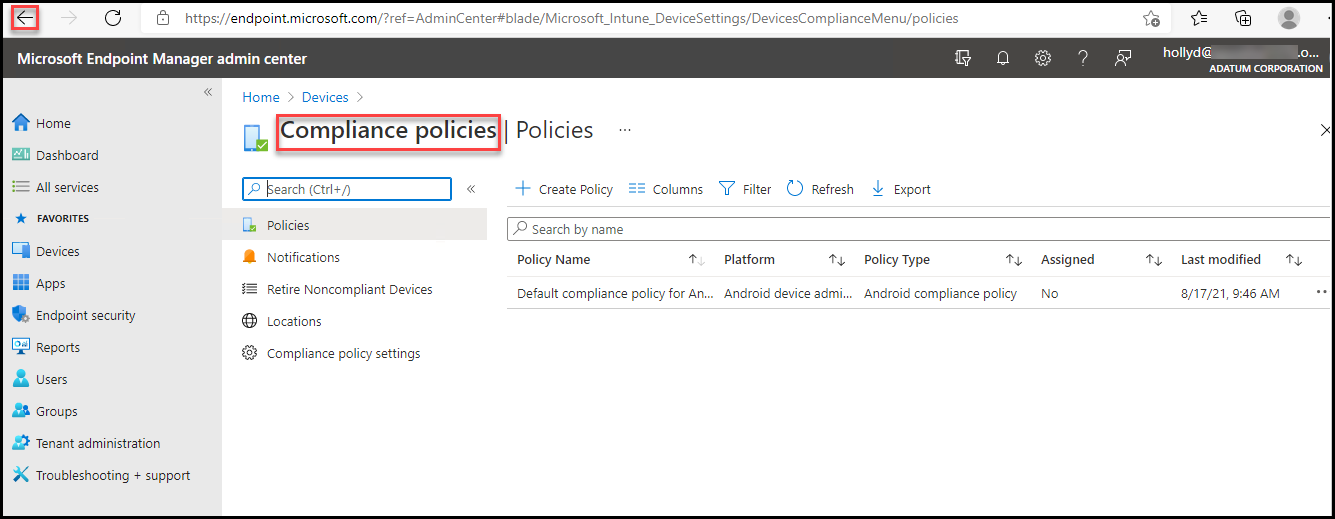 https://endpoint.microsoft.com/?ref=AdminCenter#blade/Microsoft_Intune_DeviceSettings/DevicesComplianceMenu/policies
Microsoft Endpoint Manager admin center
hollyd@
.o...
ADATUM CORPORATION
Home
Dashboard
All services
FAVORITES
Devices
Apps
Endpoint security
Reports
Users
Groups
Tenant administration
Troubleshooting + support
Home > Devices >
Compliance policies | Policies ...
Search (Ctrl+/)
Policies
Notifications
Retire Noncompliant Devices
Locations
Compliance policy settings
Create Policy Columns Filter Refresh Export
Search by name
Policy Name Platform Policy Type Assigned Last modified
Default compliance policy for An... Android device admi... Android compliance policy No 8/17/21, 9:46 AM